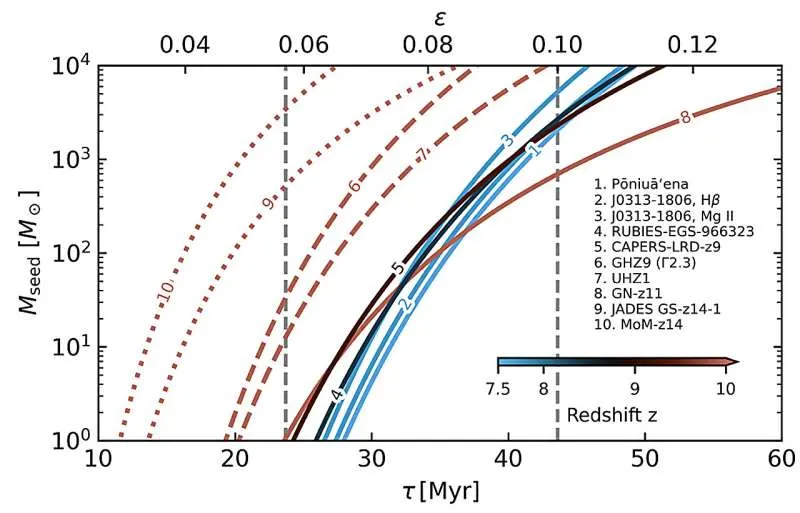 ε
0.04 0.06 0.08 0.10 0.12
10⁴
10³
10² 
10¹
10⁰
M_seed [M_⊙]
10
9
6
7
3
1
8
5
2
4
1. Pōniuā‘ena
2. J0313-1806, Hβ
3. J0313-1806, Mg II
4. RUBIES-EGS-966323
5. CAPERS-LRD-z9
6. GHZ9 (Γ2.3)
7. UHZ1
8. GN-z11
9. JADES GS-z14-1
10. MoM-z14
7.5 8 9 10
Redshift z
10 20 30 40 50 60
τ [Myr]